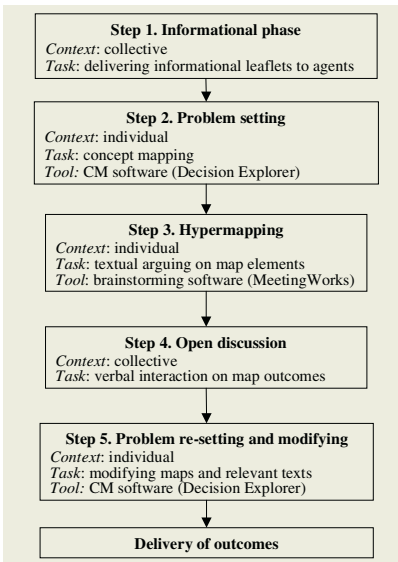 Step 1. Informational phase
Context: collective
Task: delivering informational leaflets to agents
Step 2. Problem setting
Context: individual
Task: concept mapping
Tool: CM software (Decision Explorer)
Step 3. Hypermapping
Context: individual
Task: textual arguing on map elements
Tool: brainstorming software (MeetingWorks)
Step 4. Open discussion
Context: collective
Task: verbal interaction on map outcomes
Step 5. Problem re-setting and modifying
Context: individual
Task: modifying maps and relevant texts
Tool: CM software (Decision Explorer)
Delivery of outcomes